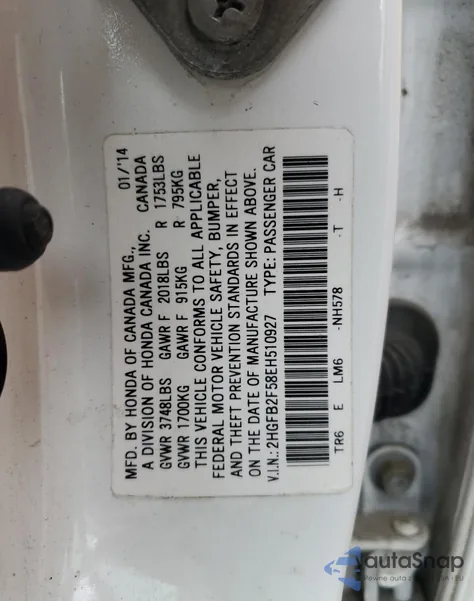 MFD. BY HONDA OF CANADA MFG., 01/'14
A DIVISION OF HONDA CANADA INC. CANADA
GVWR 3748LBS GAWR F 2018LBS R 1753LBS
GVWR 1700KG GAWR F 915KG R 795KG
THIS VEHICLE CONFORMS TO ALL APPLICABLE
FEDERAL MOTOR VEHICLE SAFETY, BUMPER,
AND THEFT PREVENTION STANDARDS IN EFFECT
ON THE DATE OF MANUFACTURE SHOWN ABOVE.
V.I.N.: 2HGFB2F58EH510927 TYPE: PASSENGER CAR
TR6 E LM6 -NH578 -T -H
autaSnap